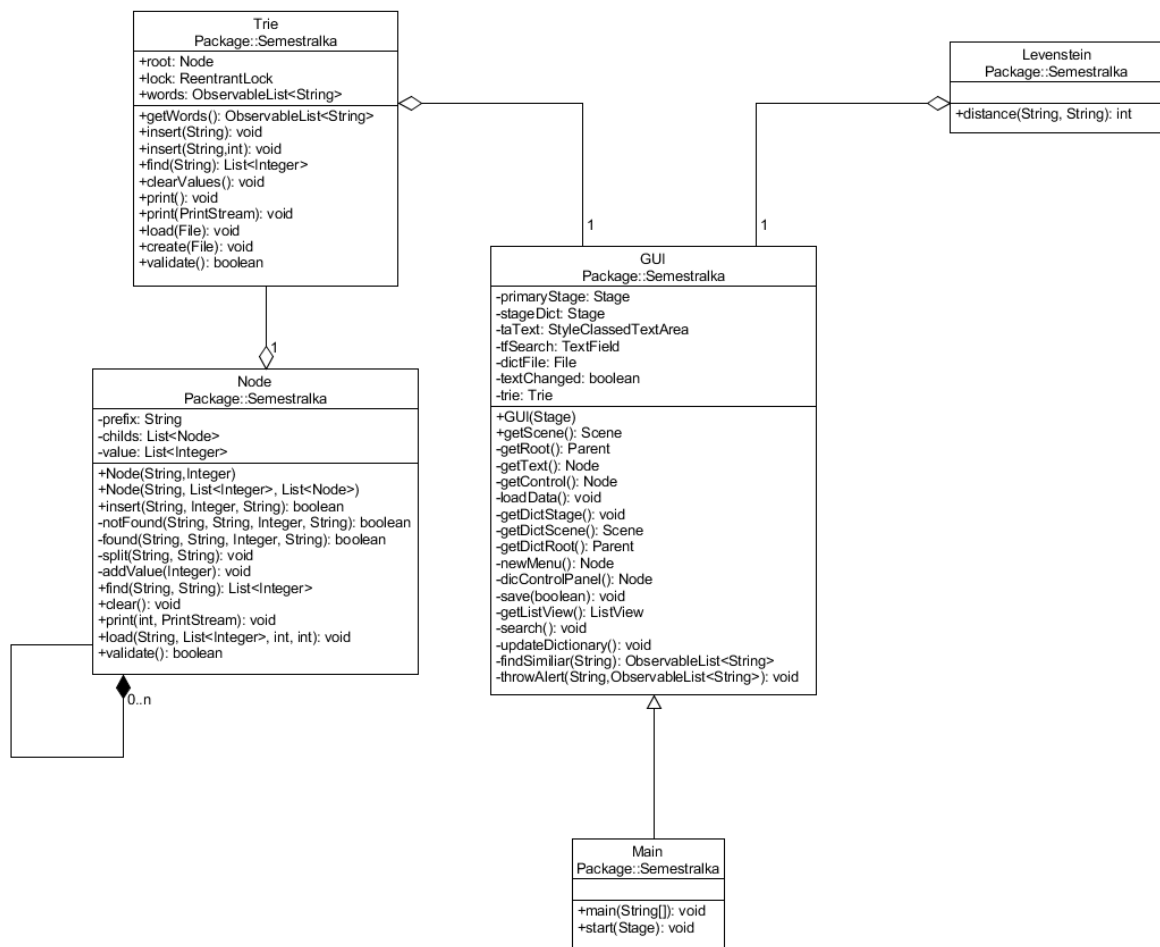 Trie
Package::Semestralka
+root: Node
+lock: ReentrantLock
+words: ObservableList<String>
+getWords(): ObservableList<String>
+insert(String): void
+insert(String,int): void
+find(String): List<Integer>
+clearValues(): void
+print(): void
+print(PrintStream): void
+load(File): void
+create(File): void
+validate(): boolean
Levenstein
Package::Semestralka
+distance(String, String): int
1
1
GUI
Package::Semestralka
-primaryStage: Stage
-stageDict: Stage
-taText: StyleClassedTextArea
-tfSearch: TextField
-dictFile: File
-textChanged: boolean
-trie: Trie
+GUI(Stage)
+getScene(): Scene
-getRoot(): Parent
-getText(): Node
-getControl(): Node
-loadData(): void
-getDictStage(): void
-getDictScene(): Scene
-getDictRoot(): Parent
-newMenu(): Node
-dicControlPanel(): Node
-save(boolean): void
-getListView(): ListView
-search(): void
-updateDictionary(): void
-findSimiliar(String): ObservableList<String>
-throwAlert(String,ObservableList<String>): void
1
Node
Package::Semestralka
-prefix: String
-childs: List<Node>
-value: List<Integer>
+Node(String,Integer)
+Node(String, List<Integer>, List<Node>)
+insert(String, Integer, String): boolean
-notFound(String, String, Integer, String): boolean
-found(String, String, Integer, String): boolean
-split(String, String): void
-addValue(Integer): void
+find(String, String): List<Integer>
+clear(): void
+print(int, PrintStream): void
+load(String, List<Integer>, int, int): void
+validate(): boolean
0..n
Main
Package::Semestralka
+main(String[]): void
+start(Stage): void